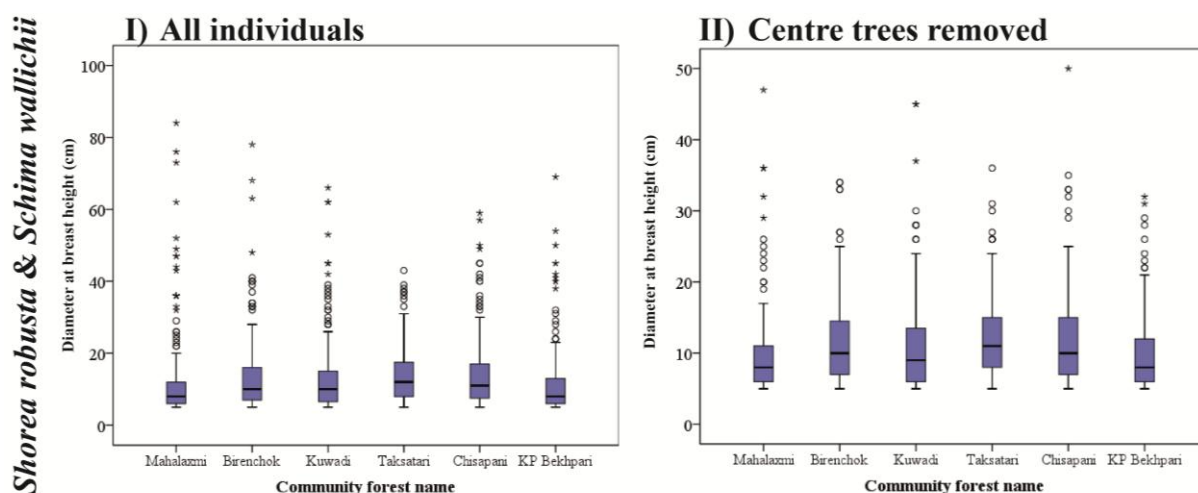 Shorea robusta & Schima wallichii
I) All individuals
Diameter at breast height (cm)
100
80
60
40
20
0
Mahalaxmi Birenchok Kuwadi Taksatari Chisapani KP Bekhpari
Community forest name
II) Centre trees removed
Diameter at breast height (cm)
50
40
30
20
10
0
Mahalaxmi Birenchok Kuwadi Taksatari Chisapani KP Bekhpari
Community forest name